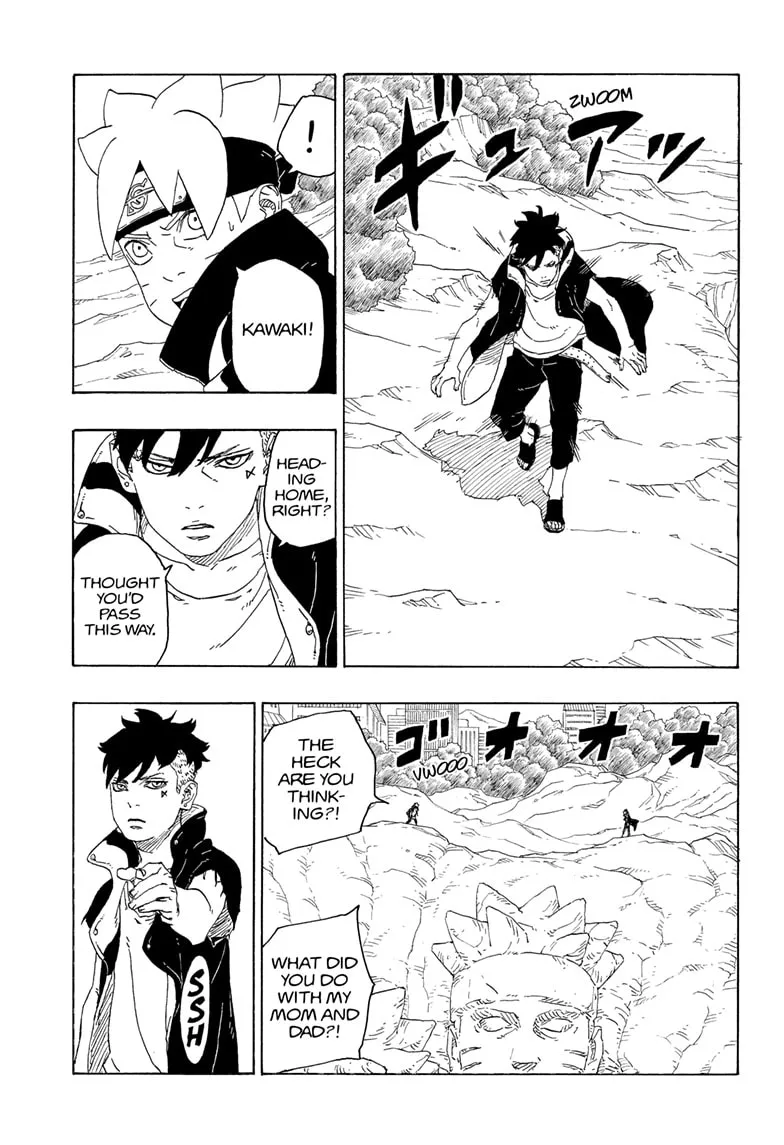 ギュアッ
ZWOOM
!
KAWAKI!
HEAD-
ING
HOME,
RIGHT?
THOUGHT
YOU'D
PASS
THIS WAY.
ゴオオオ
VWOOO
THE
HECK
ARE YOU
THINK-
ING?!
WHAT DID
YOU DO
WITH MY
MOM AND
DAD?!
SSH